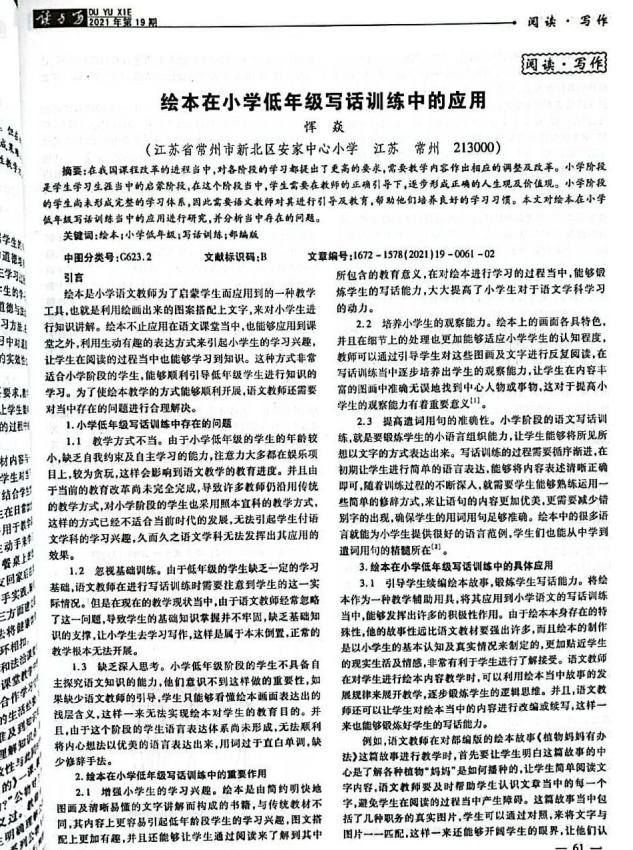 读与写
DU YU XIE
2021年第19期
阅读·写作
阅读·写作
绘本在小学低年级写话训练中的应用
恽 焱
(江苏省常州市新北区安家中心小学 江苏 常州 213000)
摘要:在我国课程改革的进程当中,对各阶段的学习都提出了更高的要求,需要教学内容作出相应的调整及改革。小学阶段
是学生学习生涯当中的启蒙阶段,在这个阶段当中,学生需要在教师的正确引导下,逐步形成正确的人生观及价值观。小学阶段
的学生尚未形成完整的学习体系,因此需要语文教师对其进行引导及教育,帮助他们培养良好的学习习惯。本文对绘本在小学
低年级写话训练当中的应用进行研究,并分析当中存在的问题。
关键词:绘本;小学低年级;写话训练;部编版
中图分类号:G623.2 文献标识码:B 文章编号:1672-1578(2021)19-0061-02
引言
绘本是小学语文教师为了启蒙学生而应用到的一种教学
工具,也就是利用绘画出来的图案搭配上文字,来对小学生进
行知识讲解。绘本不止应用在语文课堂当中,也能够应用到课
堂之外,利用生动有趣的表达方式来引起小学生的学习兴趣,
让学生在阅读的过程当中也能够学习到知识。这种方式非常
适合小学阶段的学生,能够顺利引导低年级学生进行知识的
学习。为了使绘本教学的方式能够顺利开展,语文教师还需要
对当中存在的问题进行合理解决。
1.小学低年级写话训练中存在的问题
1.1 教学方式不当。由于小学低年级的学生的年龄较
小,缺乏自我约束及自主学习的能力,注意力大多都在娱乐项
目上,较为贪玩,这样会影响到语文教学的教育进度。并且由
于当前的教育改革尚未完全完成,导致许多教师仍沿用传统
的教学方式,对小学阶段的学生也采用照本宣科的教学方式,
这样的方式已经不适合当前时代的发展,无法引起学生付语
文学科的学习兴趣,久而久之语文学科无法发挥出其应用的
效果。
1.2 忽视基础训练。由于低年级的学生缺乏一定的学习
基础,语文教师在进行写话训练时需要注意到学生的这一实
际情况。但是在现在的教学现状当中,由于语文教师经常忽略
了这一问题,导致学生的基础知识掌握并不牢固,缺乏基础知
识的支撑,让小学生去学习写作,这样是属于本末倒置,正常的
教学根本无法开展。
1.3 缺乏深人思考。小学低年级阶段的学生不具备自
主探究语文知识的能力,他们意识不到这样做的重要性,如
果缺少语文教师的引导,学生只能够看懂绘本画面表达出的
浅层含义,这样一来无法实现绘本对学生的教育目的。并
且,由于这个阶段的学生语言表达体系尚未形成,无法顺利
将内心想法以优美的语言表达出来,用词过于直白单调,缺
少修辞手法。
2.绘本在小学低年级写话训练中的重要作用
2.1 增强小学生的学习兴趣。绘本是由简约明快地
图画及清晰易懂的文字讲解而构成的书籍,与传统教材不
同,其内容上更容易引起低年龄段学生的学习兴趣,图文搭
配上更加有趣,并且还能够让学生通过阅读来了解到其中
所包含的教育意义,在对绘本进行学习的过程当中,能够锻
炼学生的写话能力,大大提高了小学生对于语文学科学习
的动力。
2.2 培养小学生的观察能力。绘本上的画面各具特色,
并且在细节上的处理也更加能够适应小学学生的认知程度,
教师可以通过引导学生对这些图画及文字进行反复阅读,在
写话训练当中逐步培养出学生的观察能力,让学生在内容丰
富的图画中准确无误地找到中心人物或事物,这对于提高小
学生的观察能力有着重要意义[1]。
2.3 提高遣词用句的准确性。小学阶段的语文写话训
练,就是要锻炼学生的小语言组织能力,让学生能够将所见所
想以文字的方式表达出来。写话训练的过程需要循序渐进,在
初期让学生进行简单的语言表达,能够将内容表达清晰正确
即可,随着训练过程的不断深人,就需要学生能够熟练运用一
些简单的修辞方式,来让语句的内容更加优美,更需要减少错
别字的出现,确保学生的用词用句足够准确。绘本中的很多语
言就能为小学生提供很好的语言范例,学生们也能从中学到
遣词用句的精髓所在[2]。
3.绘本在小学低年级写话训练中的具体应用
3.1 引导学生续编绘本故事,锻炼学生写话能力。将绘
本作为一种教学辅助用具,将其应用到小学语文的写话训练
当中,能够发挥出许多的积极性作用。由于绘本本身存在的特
殊性,他的故事性远比语文教材要强出许多,而且绘本的制作
是以小学生的基本认知及真实情况来制定的,更加贴近学生
的现实生活及情感,非常有利于学生进行了解接受。语文教师
在对学生进行绘本内容教学时,可以利用绘本当中故事的发
展规律来展开教学,逐步锻炼学生的逻辑思维。并且,语文教
师还可以让学生对绘本当中的内容进行改编或续写,这样一
来也能够锻炼好学生的写话能力。
例如,语文教师在对部编版的绘本故事《植物妈妈有办
法》这篇故事进行教学时,首先要让学生明白这篇故事的中
心是了解各种植物“妈妈”是如何播种的,让学生简单阅读文
字内容,语文教师要及时帮助学生认识文章当中的每一个
字,避免学生在阅读的过程当中产生障碍。这篇故事当中包
括了几种职务的真实图片,学生可以通过对照,来将文字与
图片一一匹配,这样一来还能够开阔学生的眼界,让他们认
— 61 —